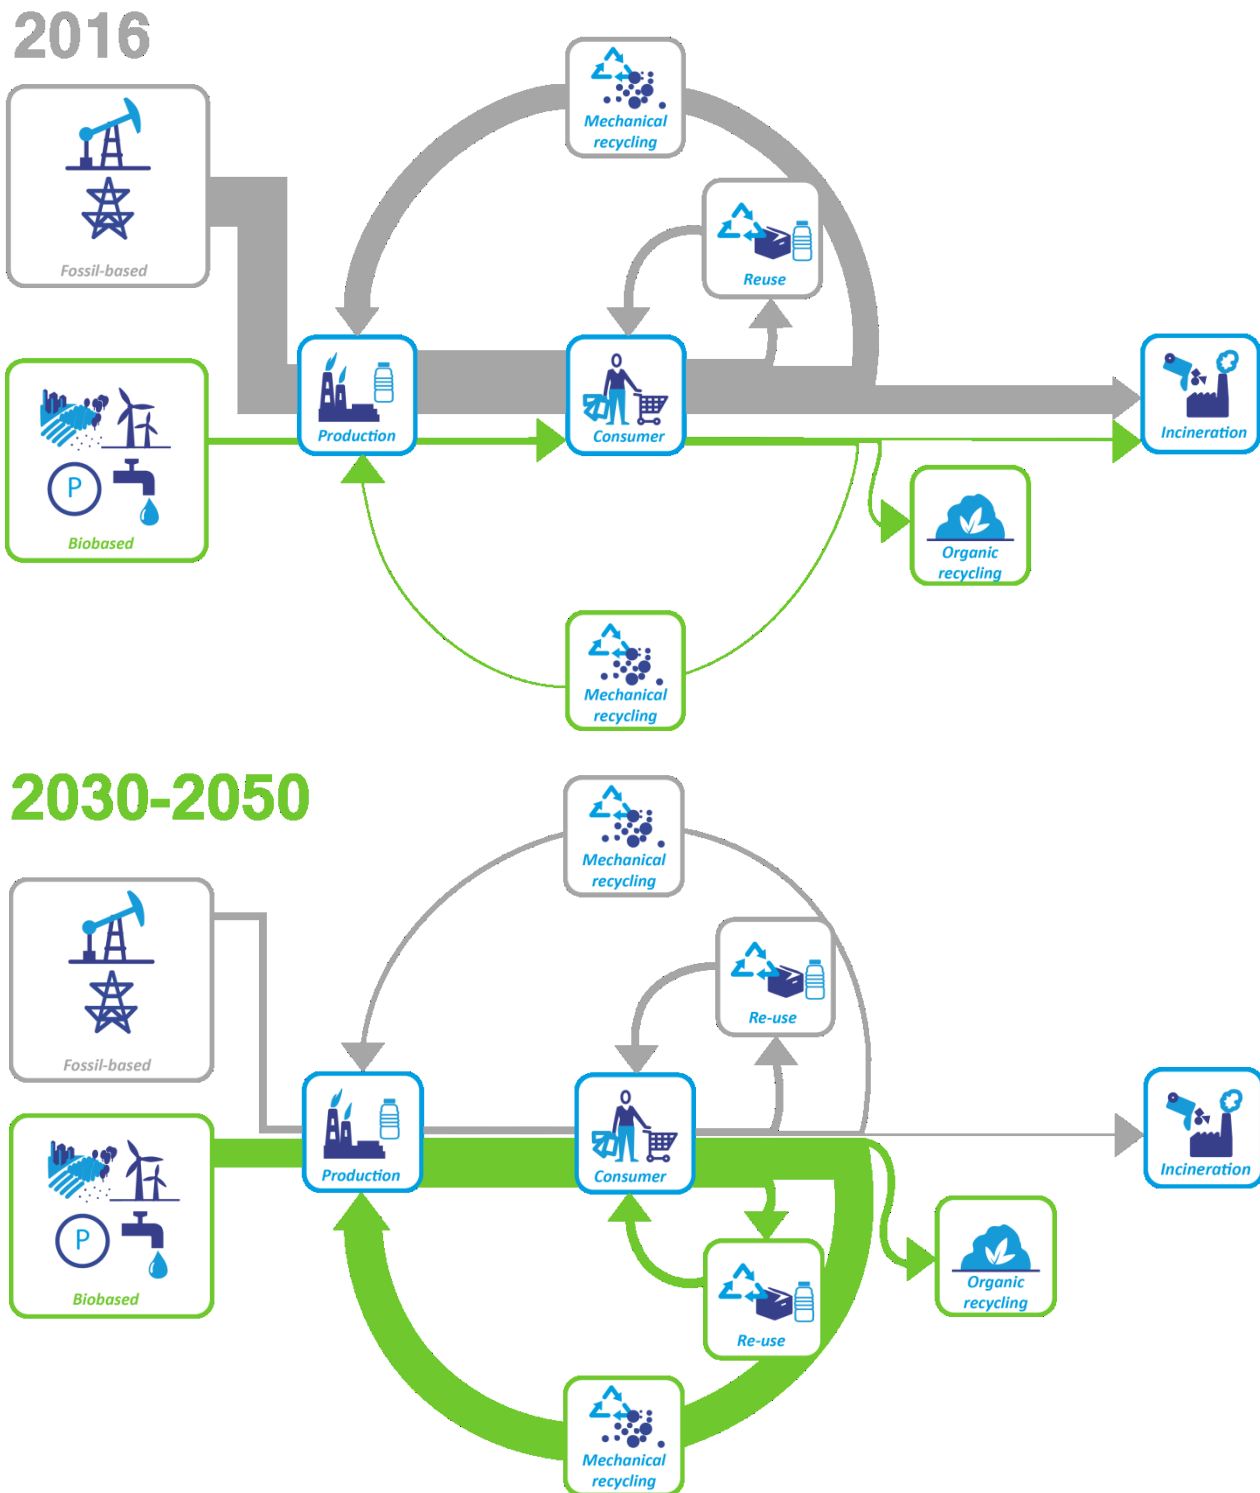 2016
Mechanical
recycling
Fossil-based
Reuse
Production
Consumer
Incineration
P
Biobased
Organic
recycling
Mechanical
recycling
2030-2050
Mechanical
recycling
Fossil-based
Re-use
Production
Consumer
Incineration
P
Biobased
Organic
recycling
Re-use
Mechanical
recycling